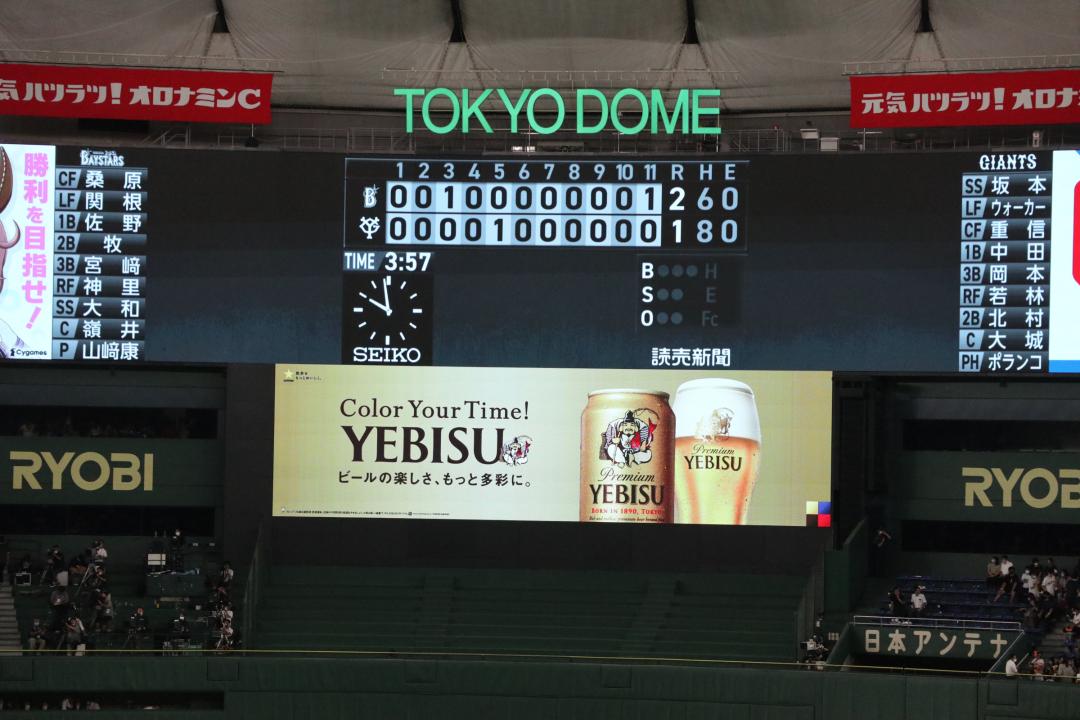 元気ハツラツ！オロナミンC
TOKYO DOME
元気ハツラツ！オロナ
勝利を目指せ！
Cygames
BAYSTARS
CF 桑原
LF 関根
1B 佐野
2B 牧
3B 宮﨑
RF 神里
SS 大和
C 嶺井
P 山﨑康
1 2 3 4 5 6 7 8 9 10 11 R H E
B 0 0 1 0 0 0 0 0 0 0 1 2 6 0
0 0 0 0 1 0 0 0 0 0 0 1 8 0
TIME 3:57
SEIKO
B H
S E
O Fc
読売新聞
GIANTS
SS 坂本
LF ウォーカー
CF 重信
1B 中田
3B 岡本
RF 若林
2B 北村
C 大城
PH ポランコ
Color Your Time!
YEBISU
ビールの楽しさ、もっと多彩に。
Premium
YEBISU
BORN IN 1890, TOKYO
Premium
YEBISU
RYOBI
RYOB
日本アンテナ